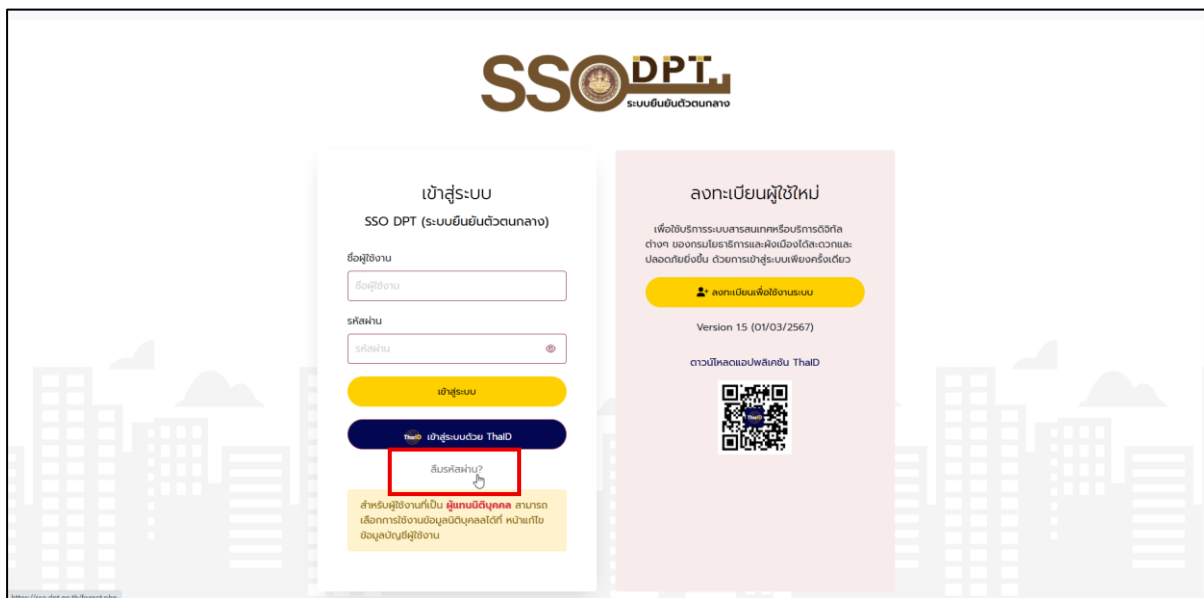 SSO DPT
ระบบยืนยันตัวตนกลาง
เข้าสู่ระบบ
SSO DPT (ระบบยืนยันตัวตนกลาง)
ชื่อผู้ใช้งาน
ชื่อผู้ใช้งาน
รหัสผ่าน
รหัสผ่าน
เข้าสู่ระบบ
ThaiD เข้าสู่ระบบด้วย ThaID
ลืมรหัสผ่าน?
สำหรับผู้ใช้งานที่เป็น ผู้แทนนิติบุคคล สามารถ
เลือกการใช้งานข้อมูลนิติบุคคลได้ที่ หน้าแก้ไข
ข้อมูลบัญชีผู้ใช้งาน
ลงทะเบียนผู้ใช้ใหม่
เพื่อใช้บริการระบบสารสนเทศหรือบริการดิจิทัล
ต่างๆ ของกรมโยธาธิการและผังเมืองได้สะดวกและ
ปลอดภัยยิ่งขึ้น ด้วยการเข้าสู่ระบบเพียงครั้งเดียว
ลงทะเบียนเพื่อใช้งานระบบ
Version 1.5 (01/03/2567)
ดาวน์โหลดแอปพลิเคชัน ThaID